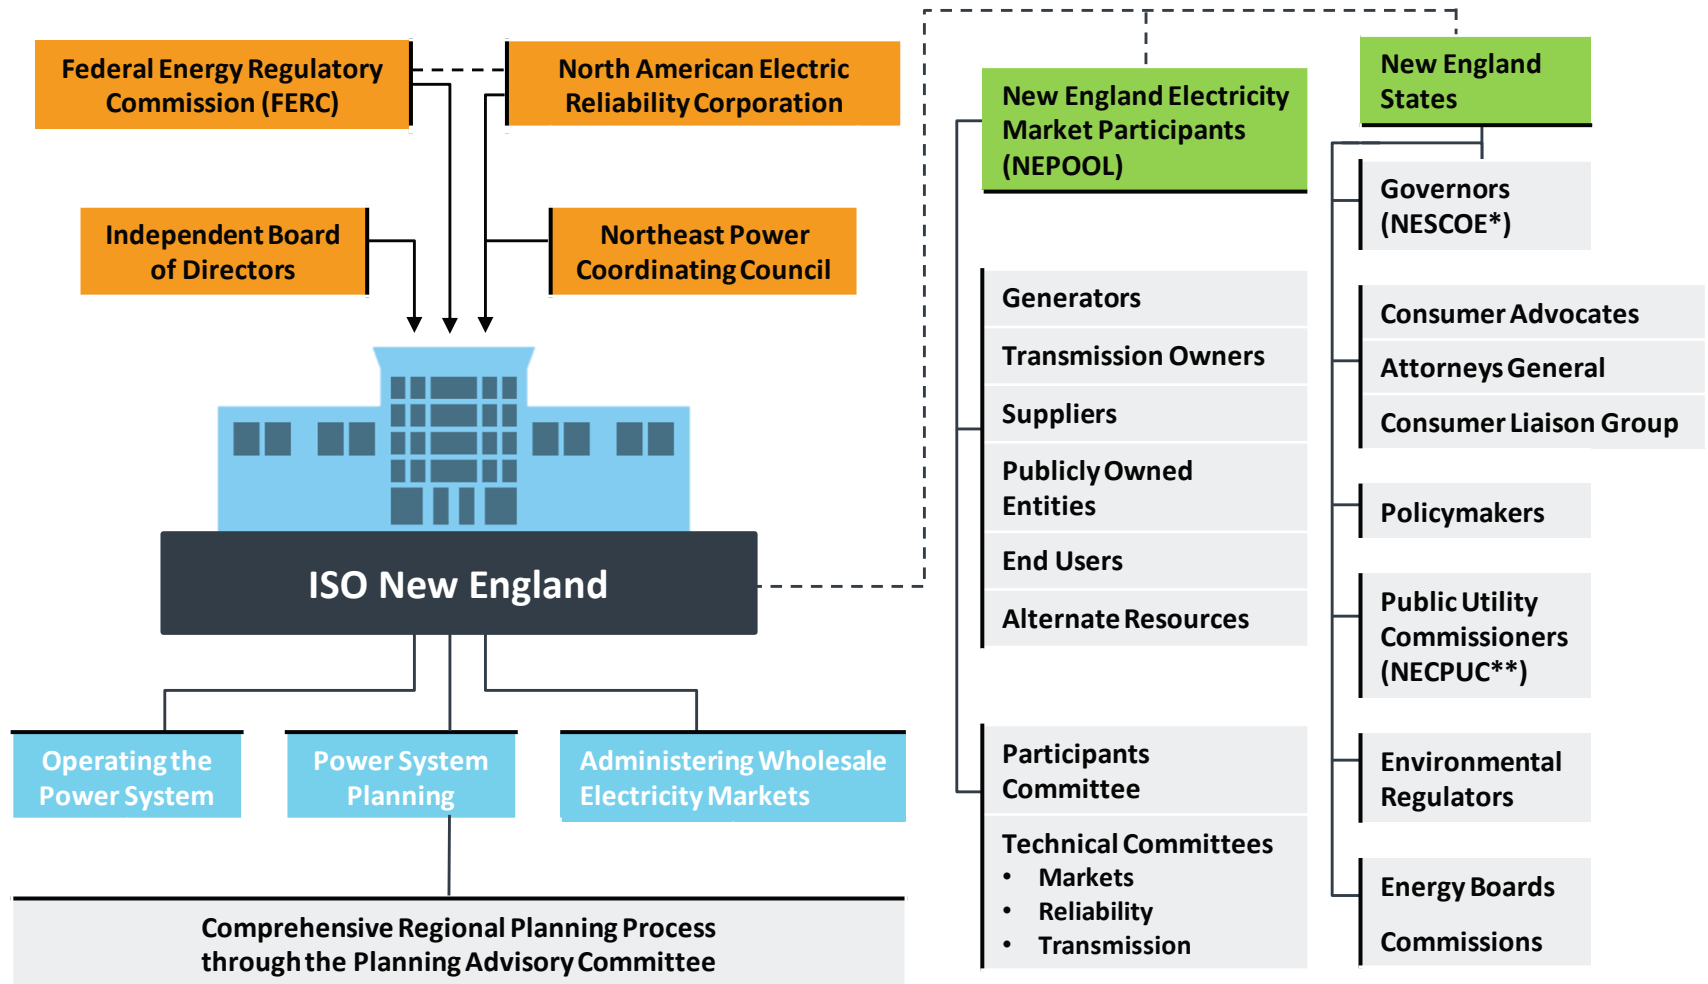 Federal Energy Regulatory
Commission (FERC)
North American Electric
Reliability Corporation
Independent Board
of Directors
Northeast Power
Coordinating Council
ISO New England
Operating the
Power System
Power System
Planning
Administering Wholesale
Electricity Markets
Comprehensive Regional Planning Process
through the Planning Advisory Committee
New England Electricity
Market Participants
(NEPOOL)
Generators
Transmission Owners
Suppliers
Publicly Owned
Entities
End Users
Alternate Resources
Participants
Committee
Technical Committees
• Markets
• Reliability
• Transmission
New England
States
Governors
(NESCOE*)
Consumer Advocates
Attorneys General
Consumer Liaison Group
Policymakers
Public Utility
Commissioners
(NECPUC**)
Environmental
Regulators
Energy Boards
Commissions